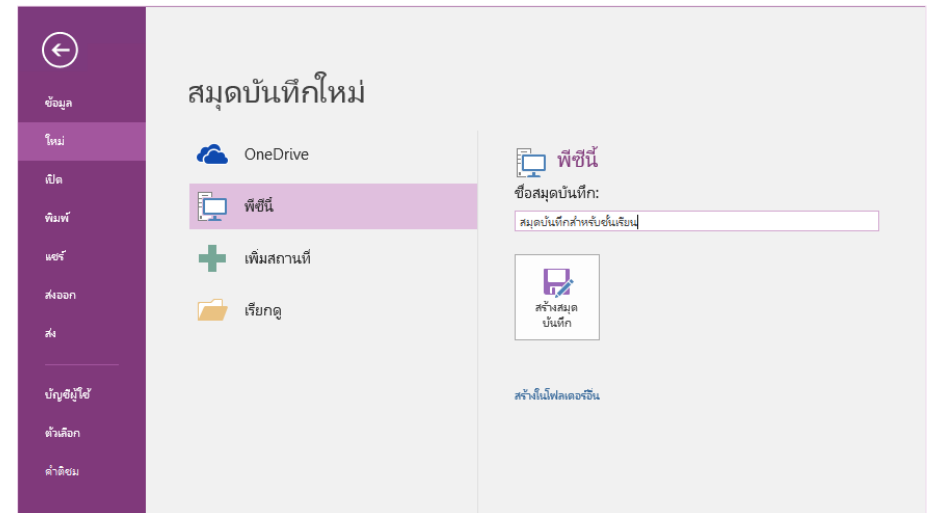 ข้อมูล
ใหม่
เปิด
พิมพ์
แชร์
ส่งออก
ส่ง
บัญชีผู้ใช้
ตัวเลือก
คำติชม
สมุดบันทึกใหม่
OneDrive
พีซีนี้
เพิ่มสถานที่
เรียกดู
พีซีนี้
ชื่อสมุดบันทึก:
สมุดบันทึกสำหรับชั้นเรียน
สร้างสมุด
บันทึก
สร้างในโฟลเดอร์อื่น